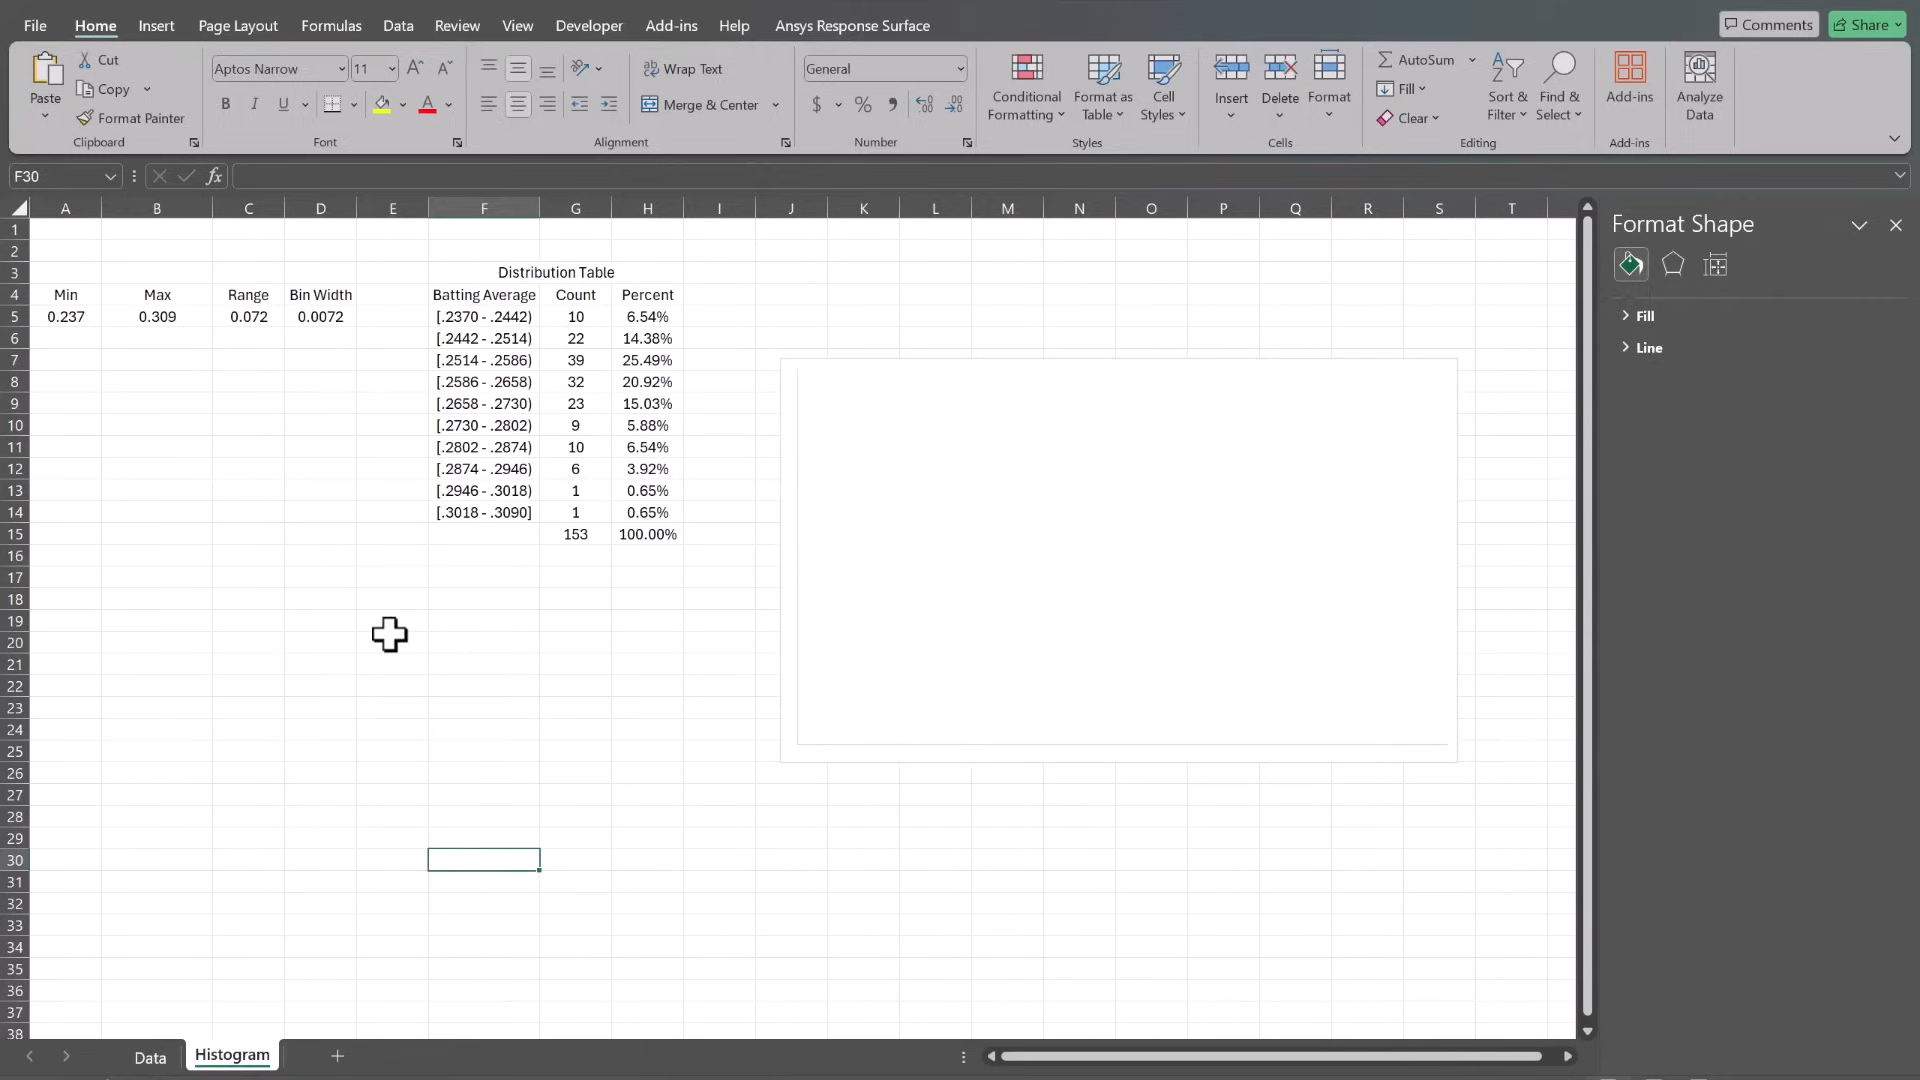 File Home Insert Page Layout Formulas Data Review View Developer Add-ins Help Ansys Response Surface Comments Share
Paste Cut Copy Format Painter Clipboard
Aptos Narrow 11 B I U A Font
Wrap Text Merge & Center Alignment
General $ % Number
Conditional Formatting Format as Table Cell Styles Styles
Insert Delete Format Cells
AutoSum Fill Clear Sort & Filter Find & Select Editing
Add-ins Add-ins
Analyze Data
F30 fx
A B C D E F G H I J K L M N O P Q R S T
1
2
3 Distribution Table
4 Min Max Range Bin Width Batting Average Count Percent
5 0.237 0.309 0.072 0.0072 [.2370 - .2442) 10 6.54%
6 [.2442 - .2514) 22 14.38%
7 [.2514 - .2586) 39 25.49%
8 [.2586 - .2658) 32 20.92%
9 [.2658 - .2730) 23 15.03%
10 [.2730 - .2802) 9 5.88%
11 [.2802 - .2874) 10 6.54%
12 [.2874 - .2946) 6 3.92%
13 [.2946 - .3018) 1 0.65%
14 [.3018 - .3090] 1 0.65%
15 153 100.00%
16
17
18
19
20
21
22
23
24
25
26
27
28
29
30
31
32
33
34
35
36
37
38
Data Histogram
Format Shape
Fill
Line